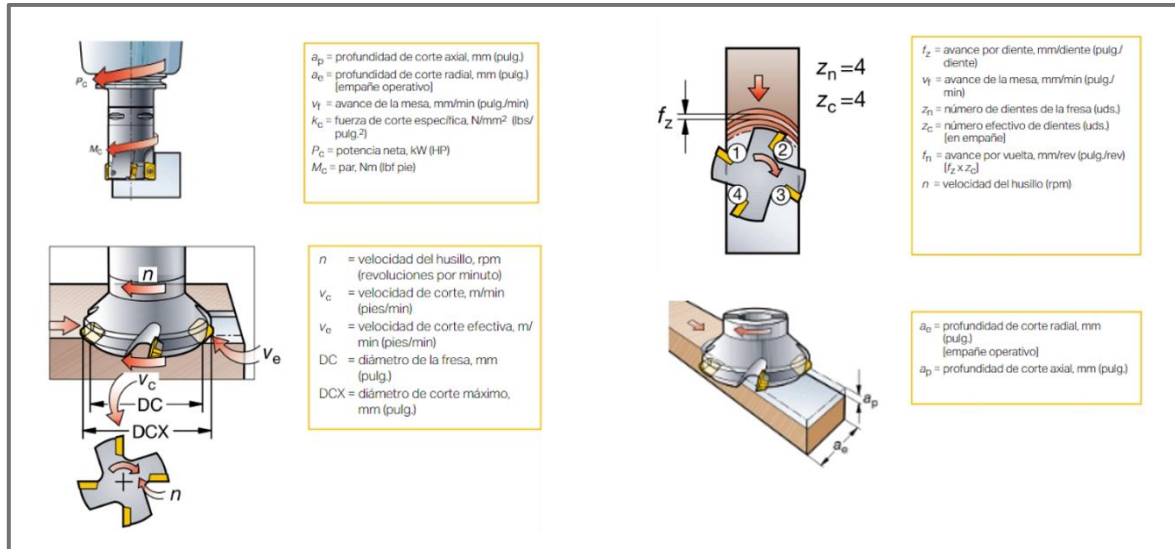 P_c
M_c
a_p = profundidad de corte axial, mm (pulg.)
a_e = profundidad de corte radial, mm (pulg.)
[empañe operativo]
v_f = avance de la mesa, mm/min (pulg./min)
k_c = fuerza de corte específica, N/mm² (lbs/
pulg.²)
P_c = potencia neta, kW (HP)
M_c = par, Nm (lbf pie)
f_z
z_n=4
z_c=4
1
2
4
3
f_z = avance por diente, mm/diente (pulg./
diente)
v_f = avance de la mesa, mm/min (pulg./
min)
z_n = número de dientes de la fresa (uds.)
z_c = número efectivo de dientes (uds.)
[en empañe]
f_n = avance por vuelta, mm/rev (pulg./rev)
[f_z x z_c]
n = velocidad del husillo (rpm)
n
v_e
v_c
DC
DCX
n
n = velocidad del husillo, rpm
(revoluciones por minuto)
v_c = velocidad de corte, m/min
(pies/min)
v_e = velocidad de corte efectiva, m/
min (pies/min)
DC = diámetro de la fresa, mm
(pulg.)
DCX = diámetro de corte máximo,
mm (pulg.)
a_p
a_e
a_e = profundidad de corte radial, mm
(pulg.)
[empañe operativo]
a_p = profundidad de corte axial, mm (pulg.)